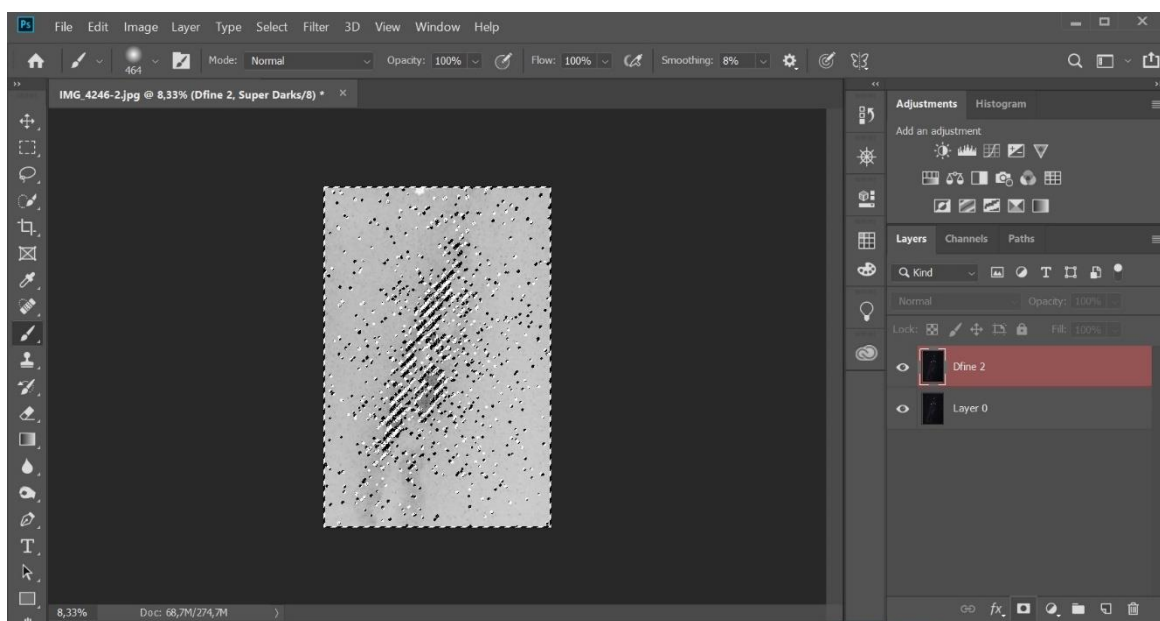 Ps File Edit Image Layer Type Select Filter 3D View Window Help
464 Mode: Normal Opacity: 100% Flow: 100% Smoothing: 8%
IMG_4246-2.jpg @ 8,33% (Dfine 2, Super Darks/8) *
Adjustments Histogram
Add an adjustment
Layers Channels Paths
Kind
Normal Opacity: 100%
Lock: Fill: 100%
Dfine 2
Layer 0
8,33% Doc: 68,7M/274,7M